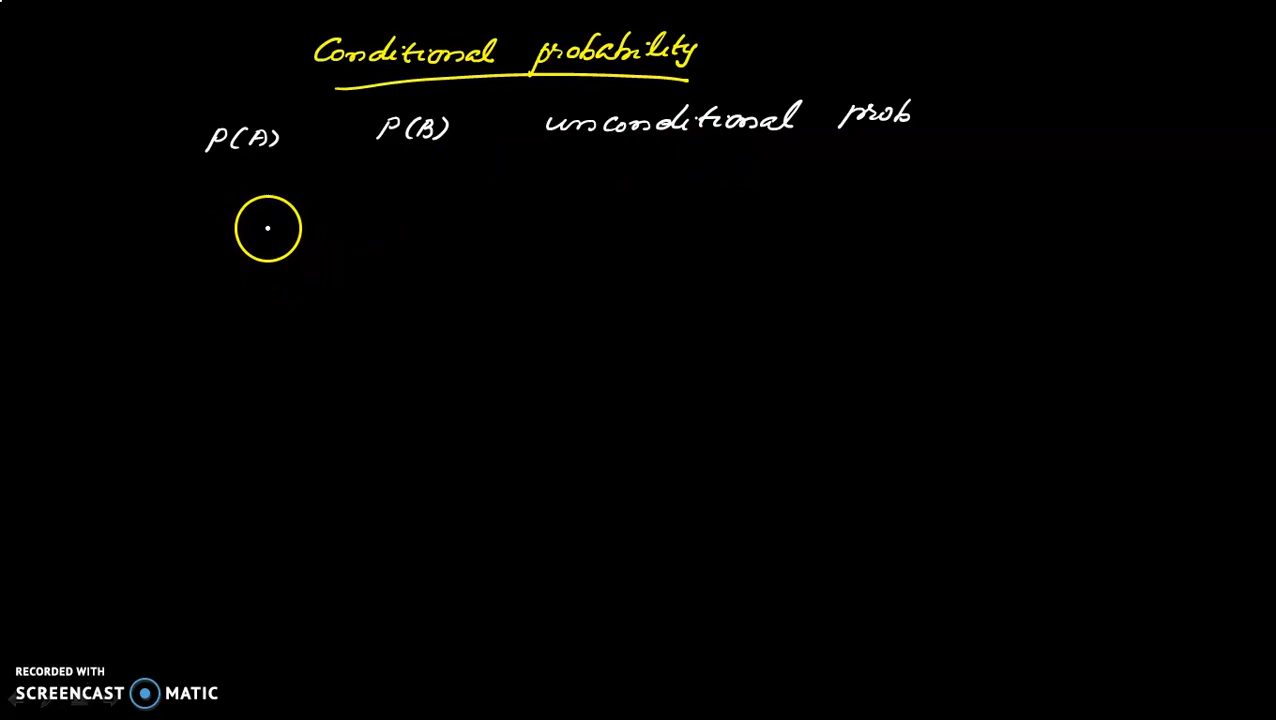 Conditional probability
P(A) P(B) unconditional prob
RECORDED WITH
SCREENCAST MATIC